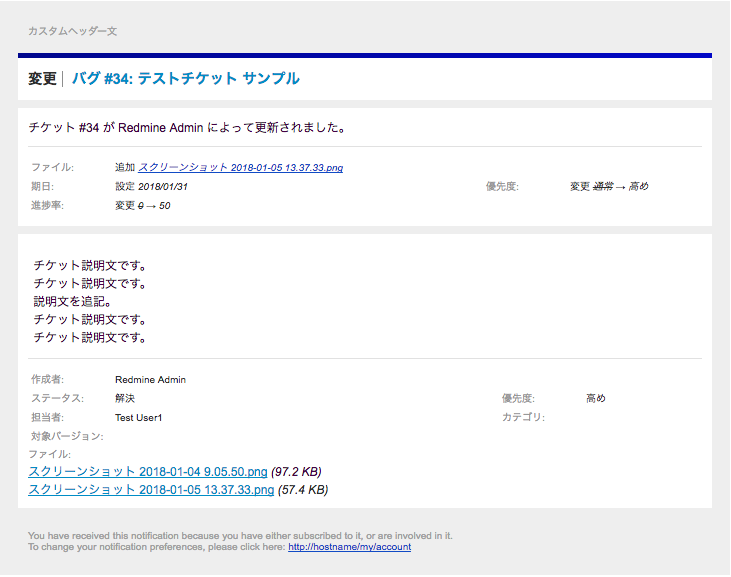 カスタムヘッダー文
変更 | バグ #34: テストチケット サンプル
チケット #34 が Redmine Admin によって更新されました。
ファイル: 追加 スクリーンショット 2018-01-05 13.37.33.png
期日: 設定 2018/01/31 優先度: 変更 通常 → 高め
進捗率: 変更 0 → 50
チケット説明文です。
チケット説明文です。
説明文を追記。
チケット説明文です。
チケット説明文です。
作成者: Redmine Admin
ステータス: 解決 優先度: 高め
担当者: Test User1 カテゴリ:
対象バージョン:
ファイル:
スクリーンショット 2018-01-04 9.05.50.png (97.2 KB)
スクリーンショット 2018-01-05 13.37.33.png (57.4 KB)
You have received this notification because you have either subscribed to it, or are involved in it.
To change your notification preferences, please click here: http://hostname/my/account